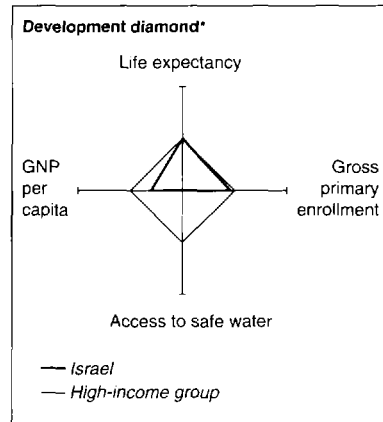 Development diamond*
Life expectancy
GNP
per
capita
Gross
primary
enrollment
Access to safe water
Israel
High-income group